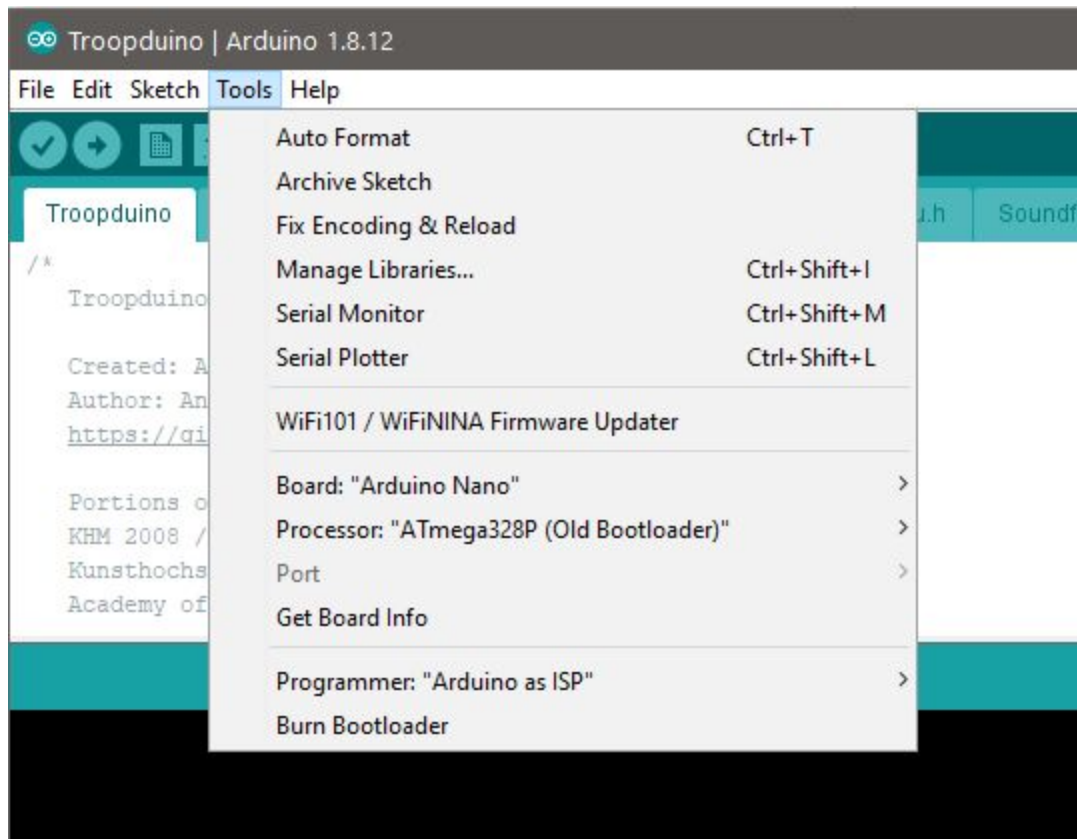 Troopduino | Arduino 1.8.12
File Edit Sketch Tools Help
Auto Format Ctrl+T
Archive Sketch
Fix Encoding & Reload
Manage Libraries... Ctrl+Shift+I
Serial Monitor Ctrl+Shift+M
Serial Plotter Ctrl+Shift+L
WiFi101 / WiFiNINA Firmware Updater
Board: "Arduino Nano"
Processor: "ATmega328P (Old Bootloader)"
Port
Get Board Info
Programmer: "Arduino as ISP"
Burn Bootloader
Troopduino
/*
Troopduino
Created: A
Author: An
https://gi
Portions o
KHM 2008 /
Kunsthochs
Academy of